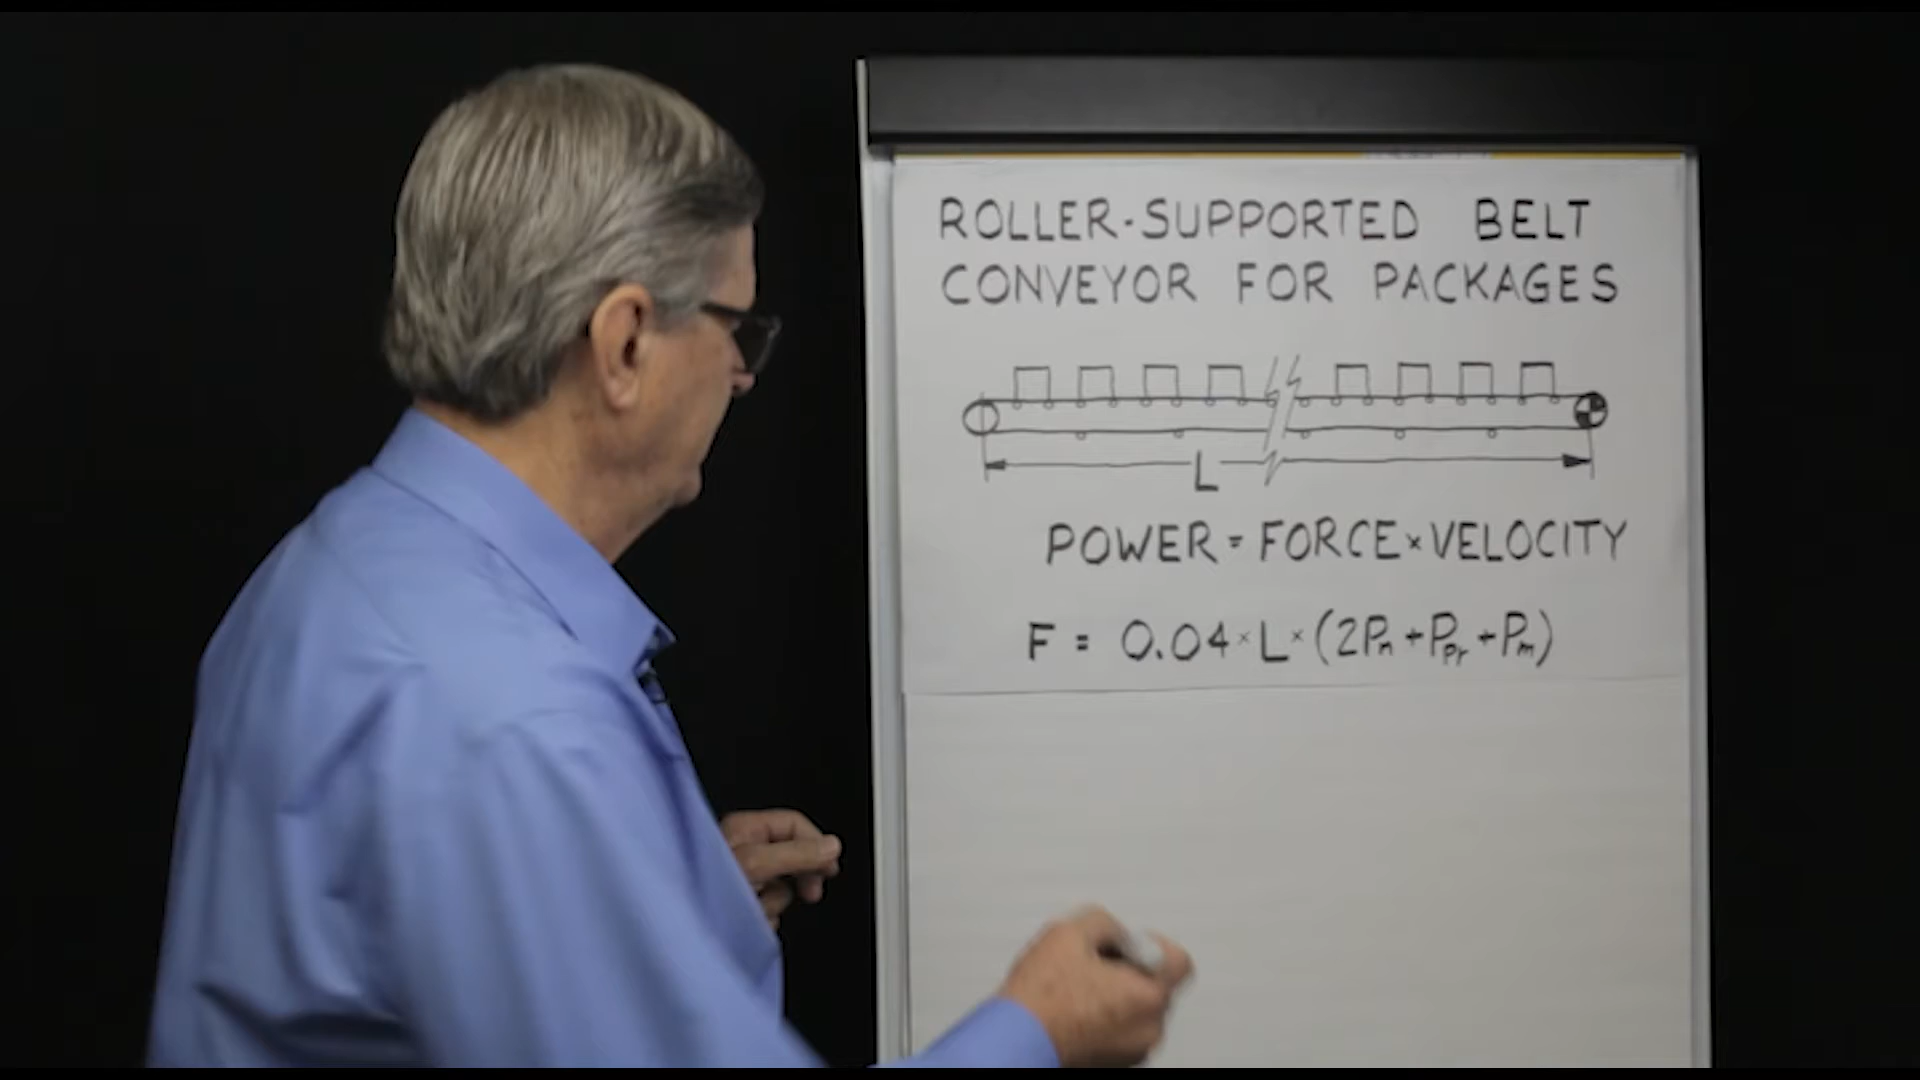 ROLLER-SUPPORTED BELT
CONVEYOR FOR PACKAGES
L
POWER = FORCE × VELOCITY
F = 0.04 × L × (2Pn + Ppr + Pm)